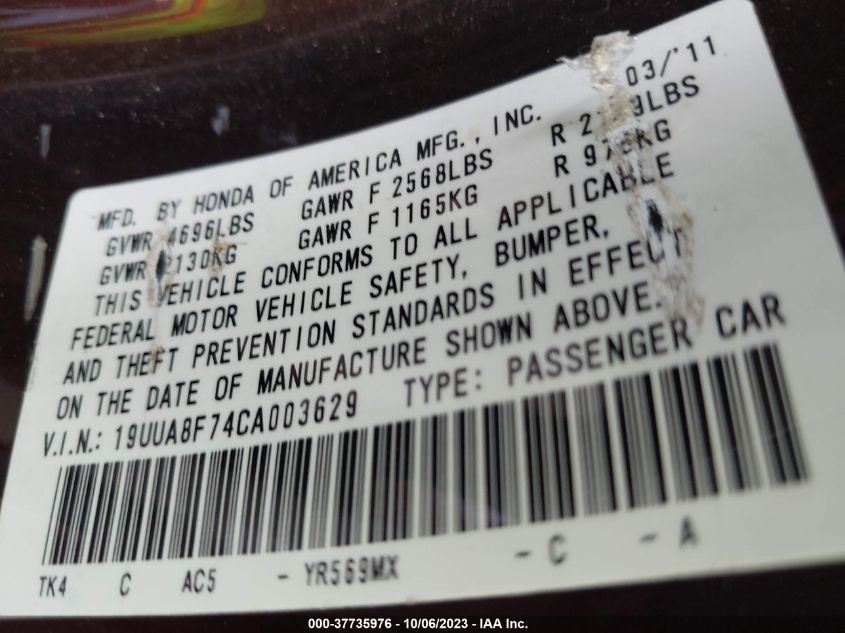 MFD. BY HONDA OF AMERICA MFG., INC. 03/'11
GVWR 4696LBS GAWR F 2568LBS R
GVWR 2130KG GAWR F 1165KG R
THIS VEHICLE CONFORMS TO ALL APPLICABLE
FEDERAL MOTOR VEHICLE SAFETY, BUMPER,
AND THEFT PREVENTION STANDARDS IN EFFECT
ON THE DATE OF MANUFACTURE SHOWN ABOVE.
V.I.N.: 19UUA8F74CA003629 TYPE: PASSENGER CAR
TK4 C AC5 - YR569MX - C - A
000-37735976 - 10/06/2023 - IAA Inc.